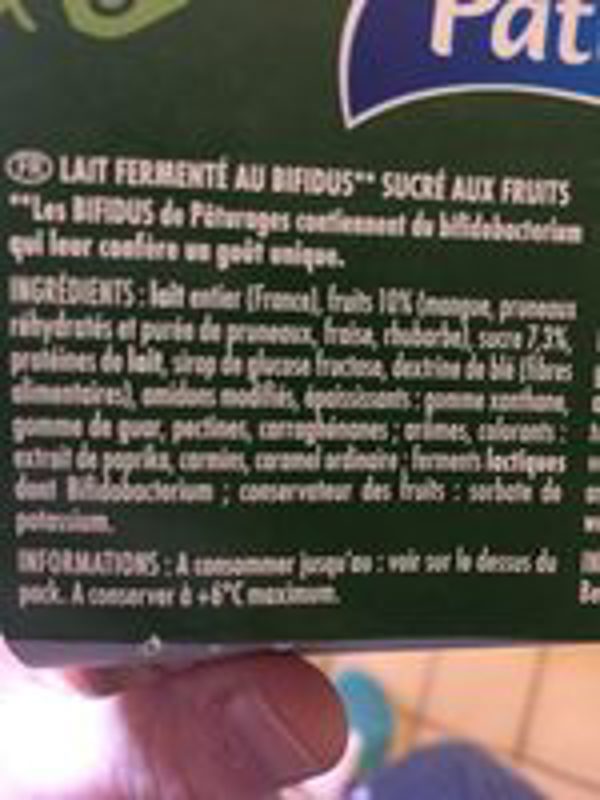 Pât
FR LAIT FERMENTÉ AU BIFIDUS** SUCRÉ AUX FRUITS
**Les BIFIDUS de Pâturages contiennent du bifidobacterium
qui leur confère un goût unique.
INGRÉDIENTS : lait entier (France), fruits 10% (mangue, pruneaux
réhydratés et purée de pruneaux, fraise, rhubarbe), sucre 7,3%,
protéines de lait, sirop de glucose fructose, dextrine de blé (fibres
alimentaires), amidons modifiés, épaississants : gomme xanthane,
gomme de guar, pectines, carraghénanes ; arômes, colorants :
extrait de paprika, carmins, caramel ordinaire ; ferments lactiques
dont Bifidobacterium ; conservateur des fruits : sorbate de
potassium.
INFORMATIONS : A consommer jusqu'au : voir sur le dessus du
pack. A conserver à +6°C maximum.